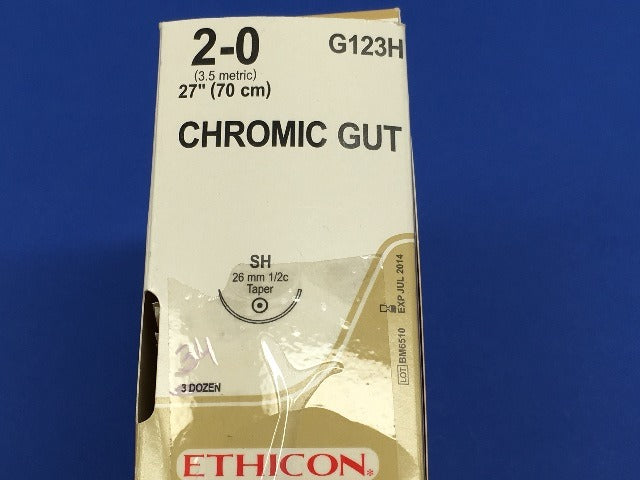 2-0
G123H
(3.5 metric)
27" (70 cm)
CHROMIC GUT
SH
26 mm 1/2c
Taper
34
3 DOZEN
LOT BM6510 EXP JUL 2014
ETHICON*